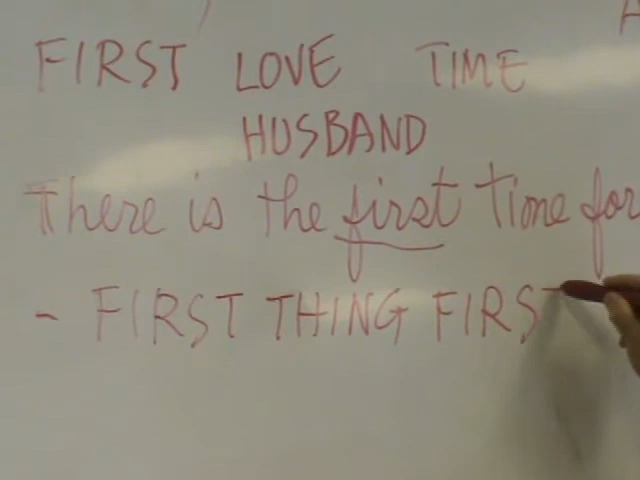 FIRST LOVE TIME
HUSBAND
There is the first time for
- FIRST THING FIRST